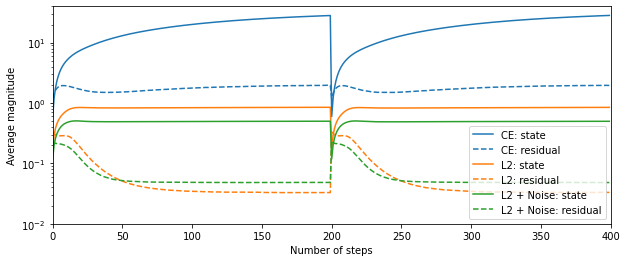 10¹
10⁰
10⁻¹
10⁻²
Average magnitude
0 50 100 150 200 250 300 350 400
Number of steps
CE: state
CE: residual
L2: state
L2: residual
L2 + Noise: state
L2 + Noise: residual